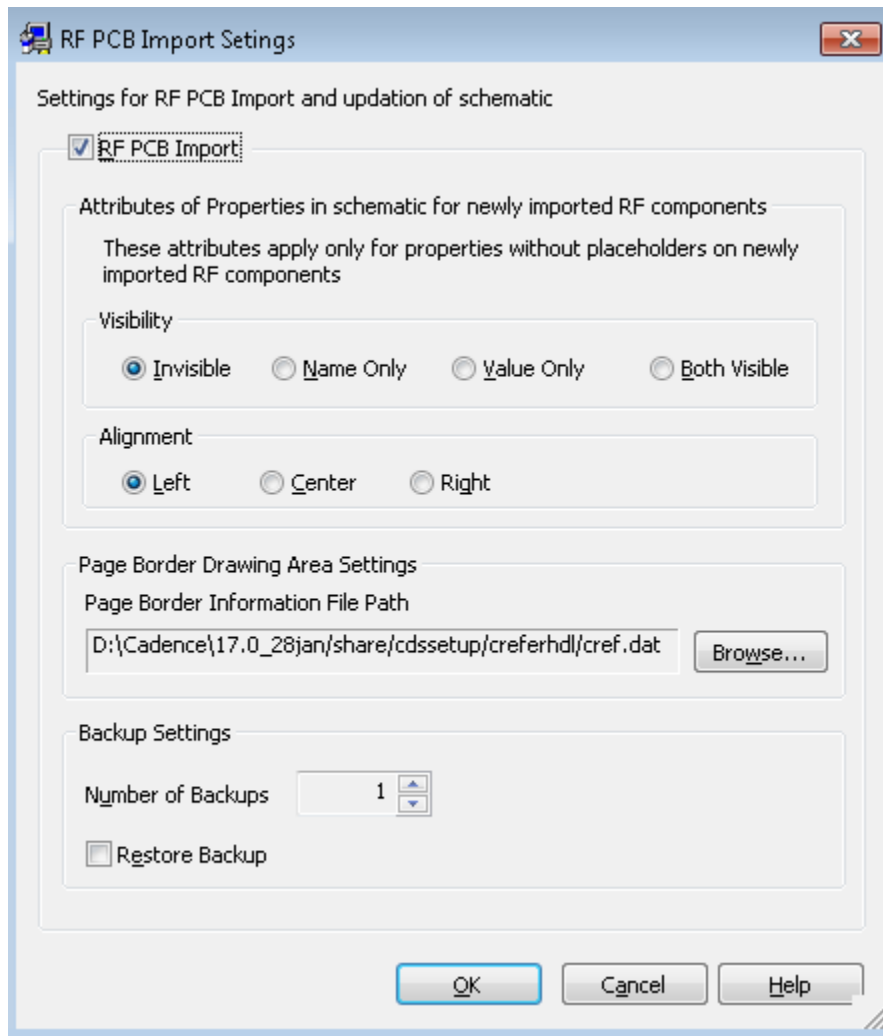 RF PCB Import Setings
Settings for RF PCB Import and updation of schematic
RF PCB Import
Attributes of Properties in schematic for newly imported RF components
These attributes apply only for properties without placeholders on newly
imported RF components
Visibility
Invisible Name Only Value Only Both Visible
Alignment
Left Center Right
Page Border Drawing Area Settings
Page Border Information File Path
D:\Cadence\17.0_28jan/share/cdssetup/creferhdl/cref.dat Browse...
Backup Settings
Number of Backups 1
Restore Backup
OK Cancel Help